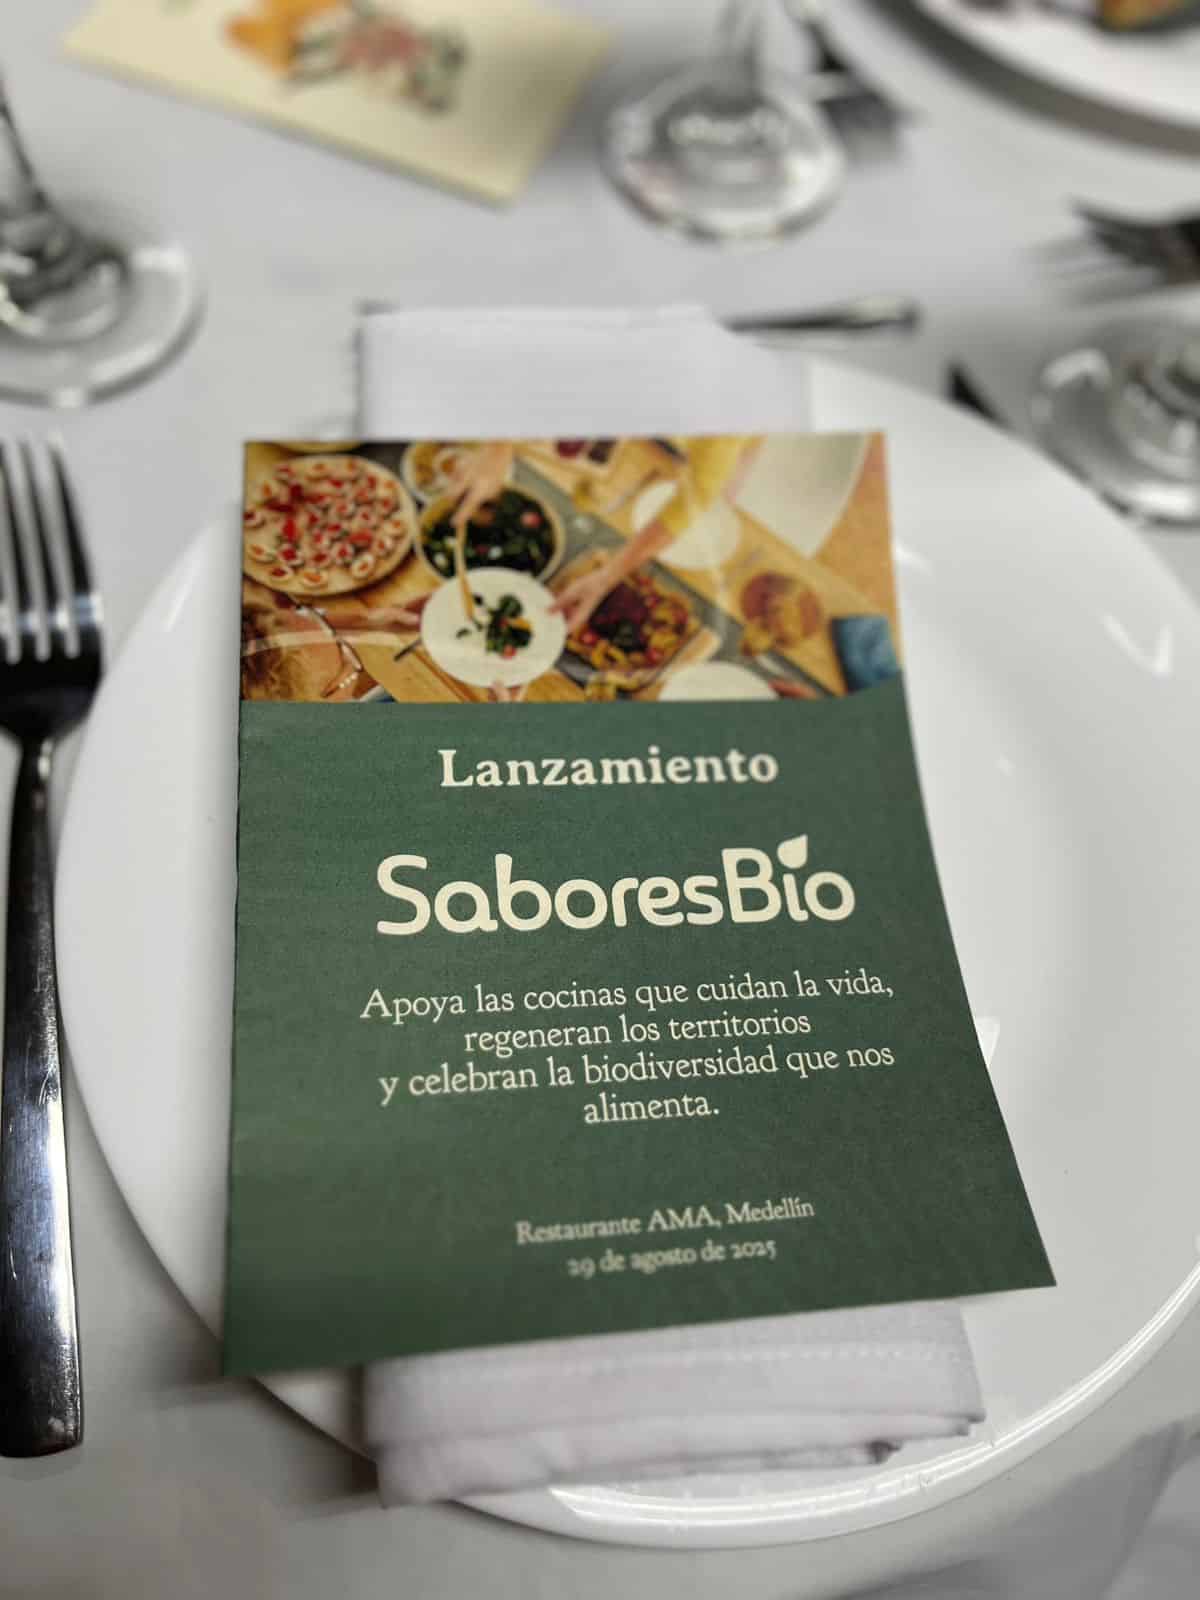 Lanzamiento
SaboresBio
Apoya las cocinas que cuidan la vida,
regeneran los territorios
y celebran la biodiversidad que nos
alimenta.
Restaurante AMA, Medellín
29 de agosto de 2025